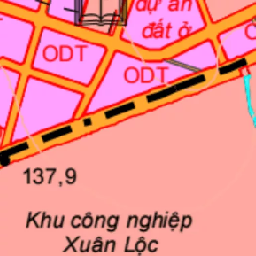 dự án
đất ở
ODT
ODT
137,9
Khu công nghiệp
Xuân Lộc